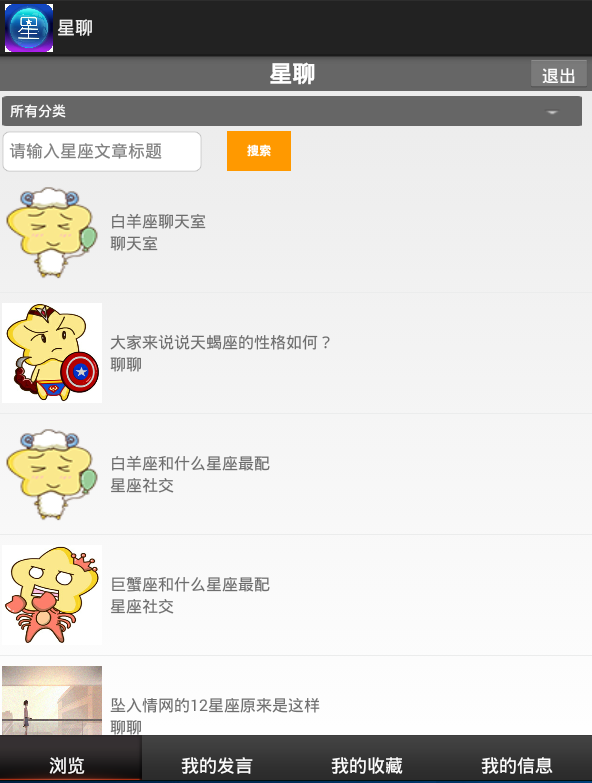 星
星聊
星聊
退出
所有分类
请输入星座文章标题
搜索
白羊座聊天室
聊天室
大家来说说天蝎座的性格如何？
聊聊
白羊座和什么星座最配
星座社交
巨蟹座和什么星座最配
星座社交
坠入情网的12星座原来是这样
聊聊
浏览
我的发言
我的收藏
我的信息